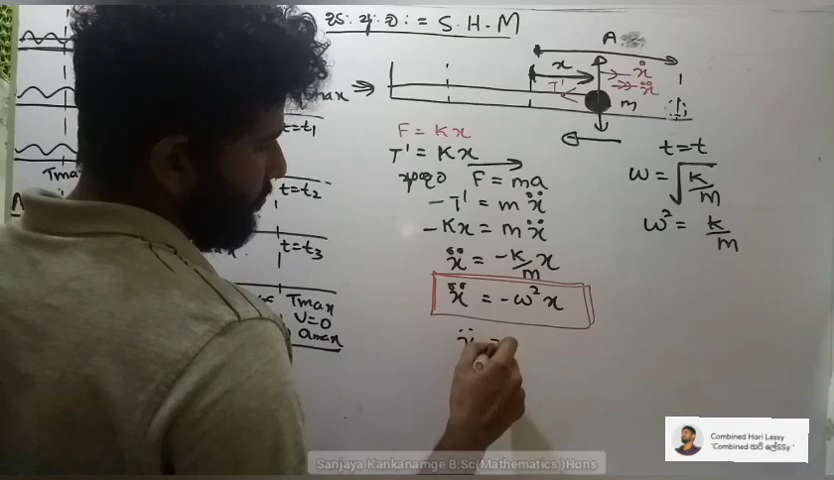 ප්‍ර: ඇ: ව: = S.H.M
A
x
ẋ
T'
ẍ
m
max
t=t₁
t=t₂
t=t₃
Tmax
V=0
amax
F = Kx
T' = Kx
F = ma
-T' = mẍ
-Kx = mẍ
ẍ = -K/m x
ẍ = -ω²x
ẍ =
t=t
ω = √K/m
ω² = K/m
Combined Hari Lessy
'Combined හරි ලේසSy '
Sanjaya Kankanamge B.Sc(Mathematics )Hons